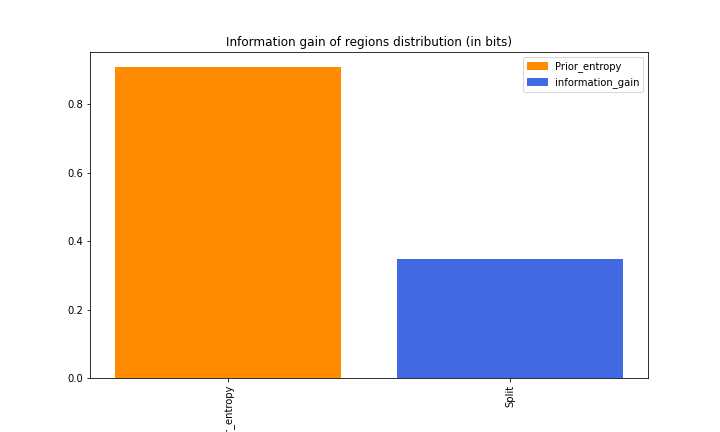 Information gain of regions distribution (in bits)
Prior_entropy
information_gain
0.8
0.6
0.4
0.2
0.0
r_entropy
Split